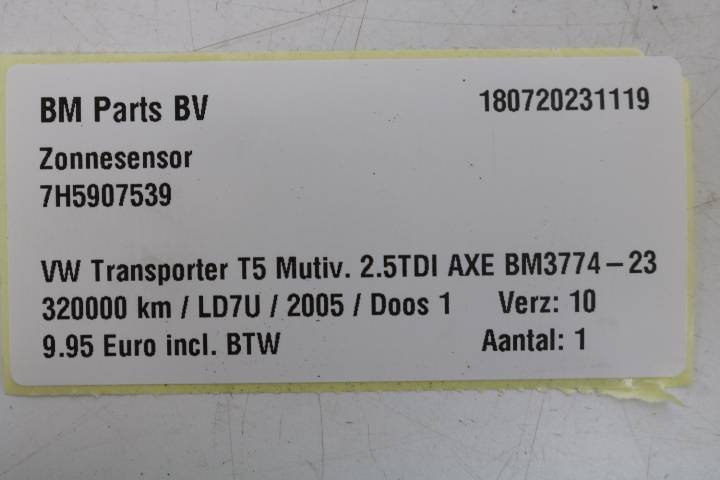 BM Parts BV 180720231119
Zonnesensor
7H5907539
VW Transporter T5 Mutiv. 2.5TDI AXE BM3774-23
320000 km / LD7U / 2005 / Doos 1 Verz: 10
9.95 Euro incl. BTW Aantal: 1